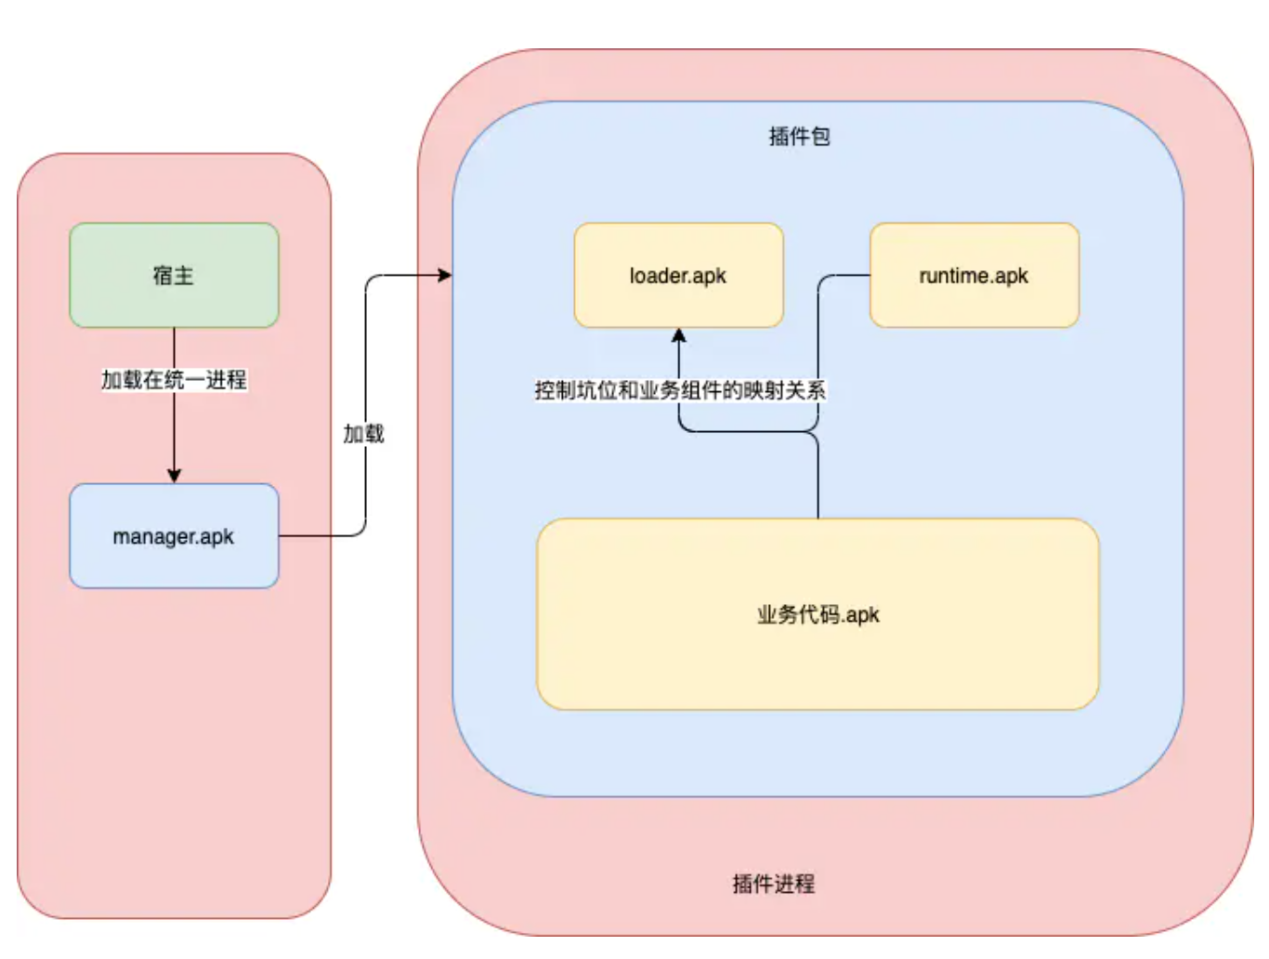 插件包
宿主
loader.apk
runtime.apk
加载在统一进程
控制坑位和业务组件的映射关系
加载
manager.apk
业务代码.apk
插件进程